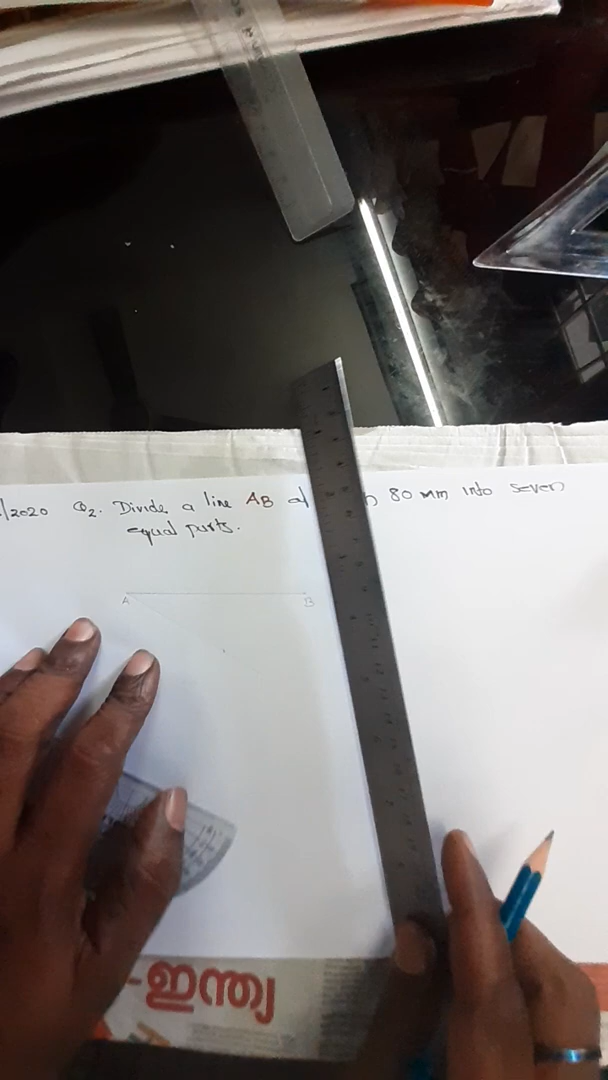 /2020 Q2. Divide a line AB of 80 mm into seven
equal parts.
A B
-ഇന്ത്യ